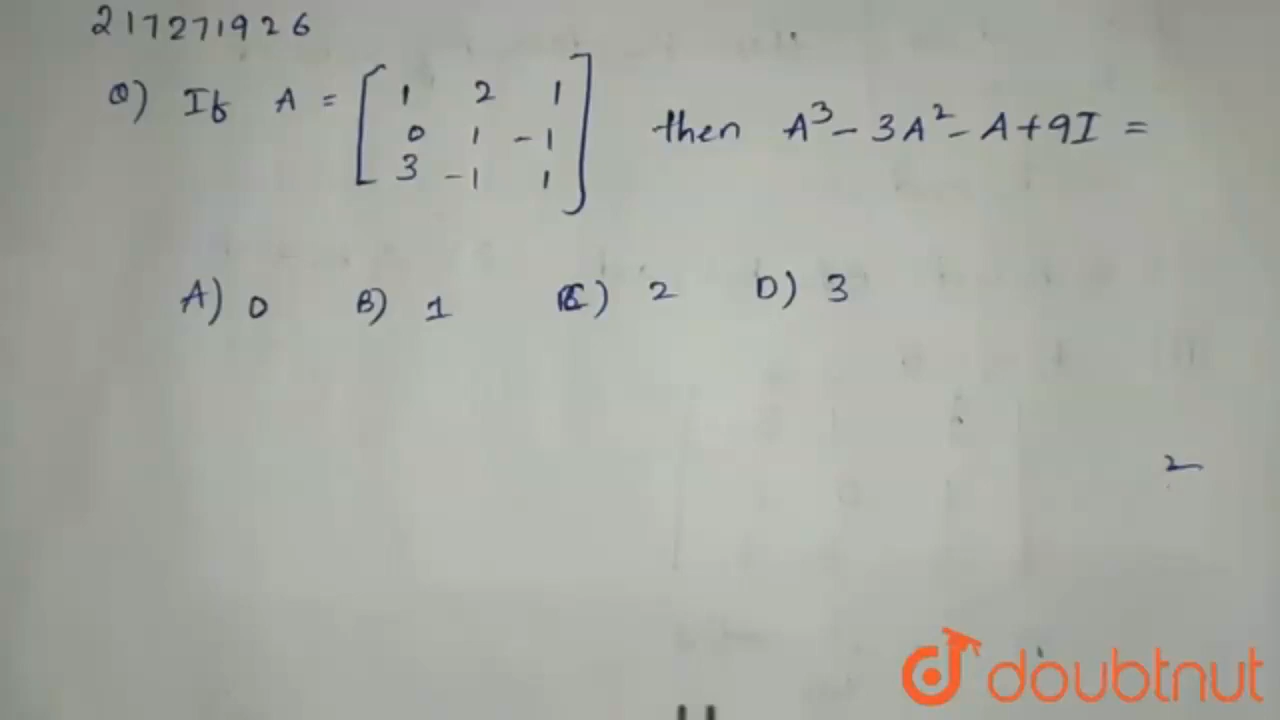 217271926
Q) If A = [ 1 2 1 then A³ - 3A² - A + 9I =
0 1 -1
3 -1 1 ]
A) 0 B) 1 C) 2 D) 3
2
doubtnut